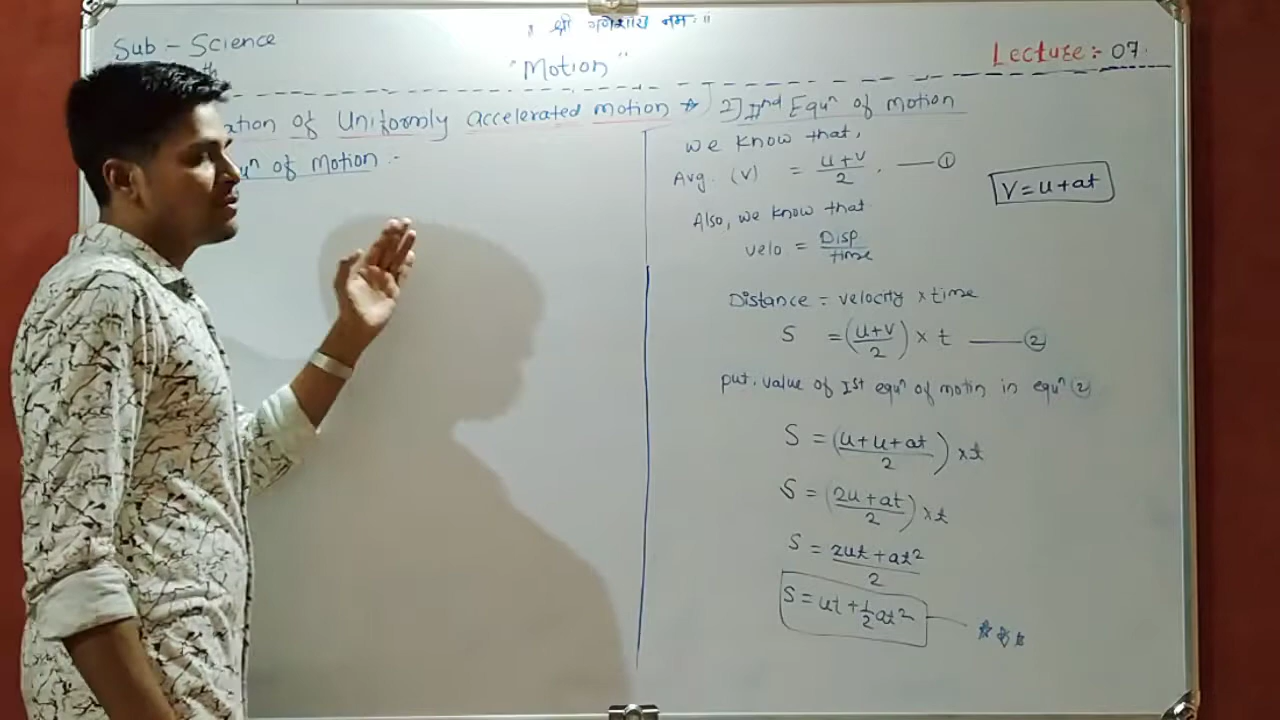 ॥ श्री गणेशाय नमः ॥
Sub - Science
th
"Motion"
Lecture :- 07.
ation of Uniformly accelerated motion ☆
equⁿ of Motion :-
2] IInd Equⁿ of motion
we know that,
Avg. (v) = u+v/2 . —— ①
V = u+at
Also, we know that
velo = Disp/time
Distance = velocity × time
S = (u+v/2) × t —— ②
put. value of Ist equⁿ of motin in equⁿ ②
S = (u+u+at/2) × t
S = (2u+at/2) × t
S = 2ut + at²/2
S = ut + 1/2 at²